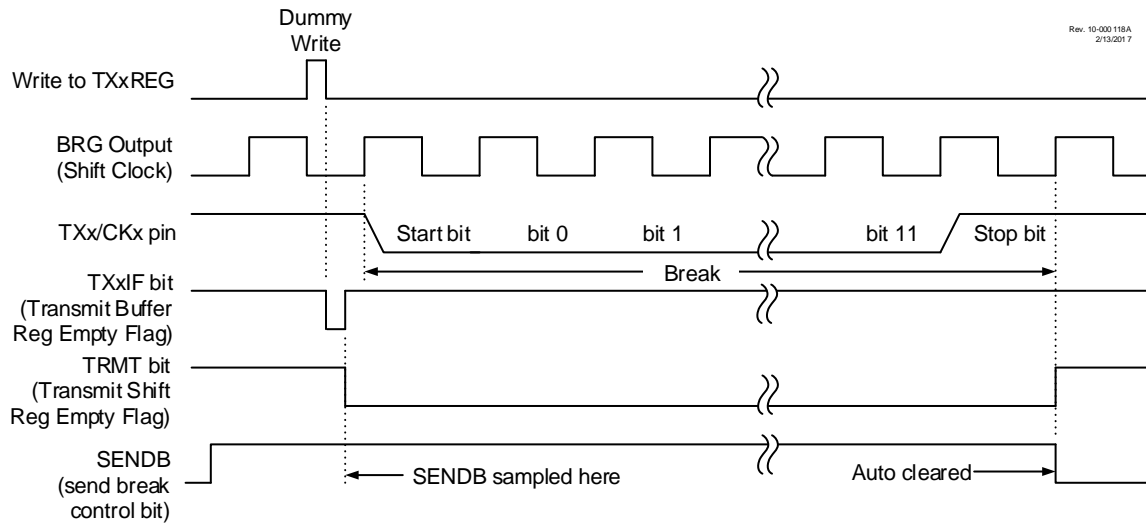 Dummy
Write
Rev. 10-000 118A
2/13/201 7
Write to TXxREG
BRG Output
(Shift Clock)
TXx/CKx pin
Start bit
bit 0
bit 1
bit 11
Stop bit
Break
TXxIF bit
(Transmit Buffer
Reg Empty Flag)
TRMT bit
(Transmit Shift
Reg Empty Flag)
SENDB
(send break
control bit)
SENDB sampled here
Auto cleared